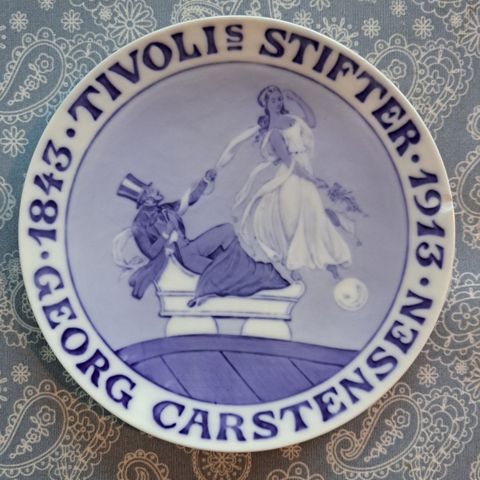 1843 · TIVOLIS STIFTER · 1913 ·
GEORG CARSTENSEN ·